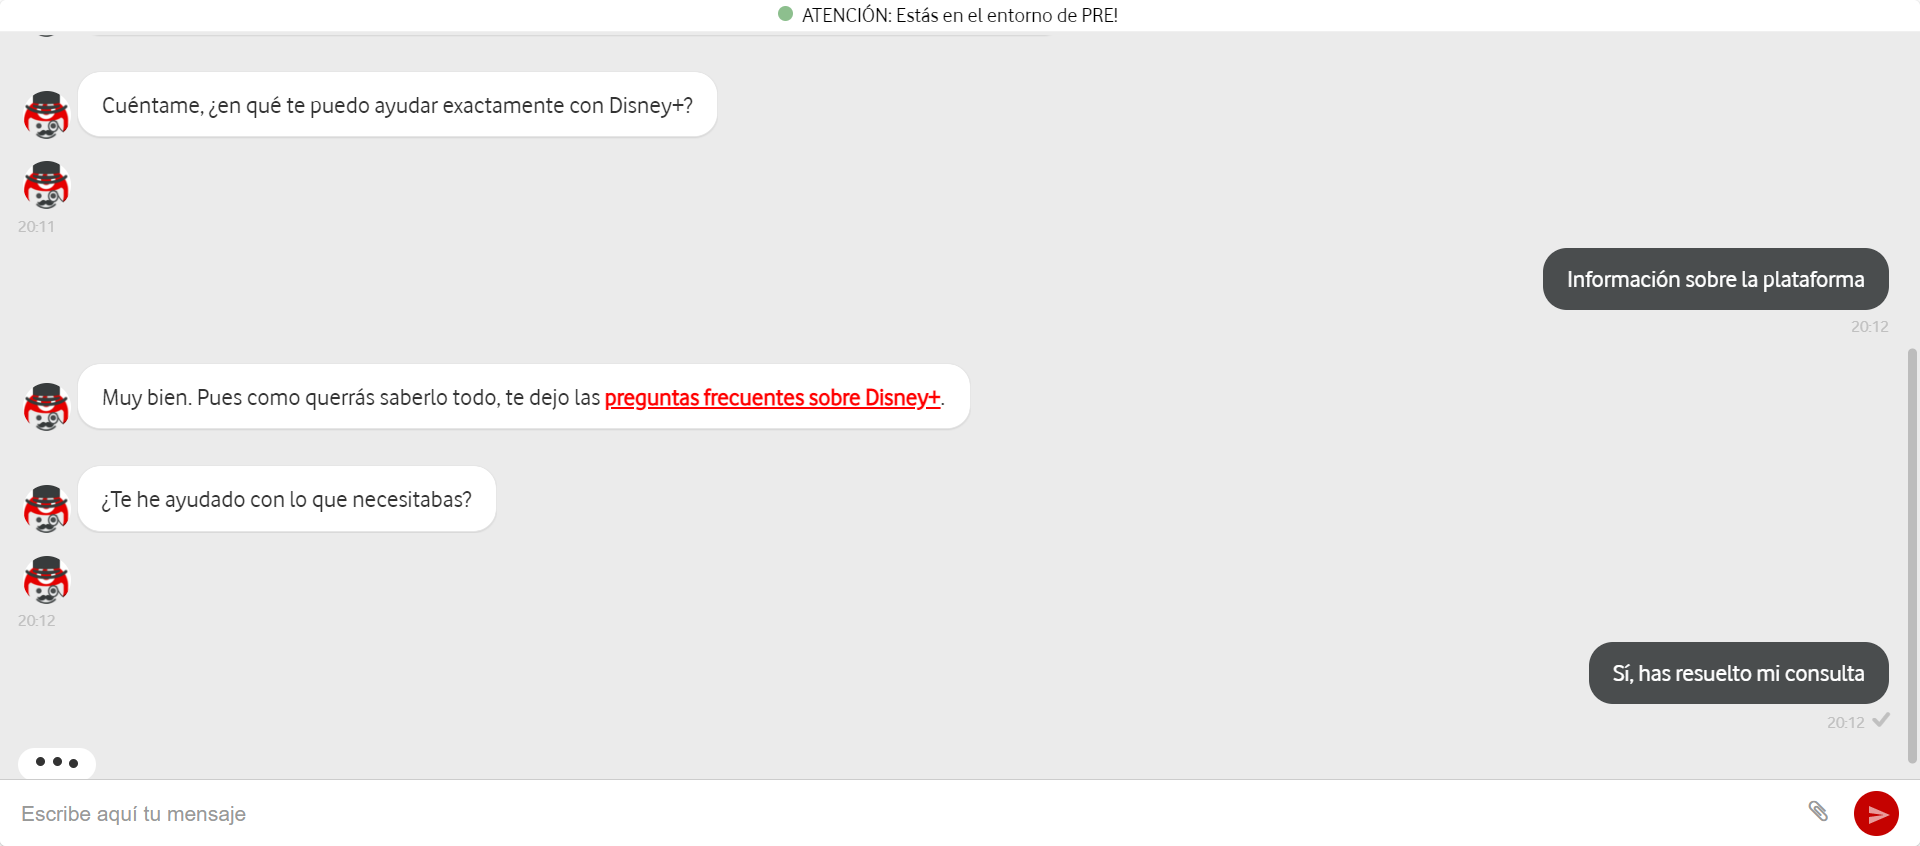 ATENCIÓN: Estás en el entorno de PRE!
Cuéntame, ¿en qué te puedo ayudar exactamente con Disney+?
20:11
Información sobre la plataforma
20:12
Muy bien. Pues como querrás saberlo todo, te dejo las preguntas frecuentes sobre Disney+.
¿Te he ayudado con lo que necesitabas?
20:12
Sí, has resuelto mi consulta
20:12
Escribe aquí tu mensaje